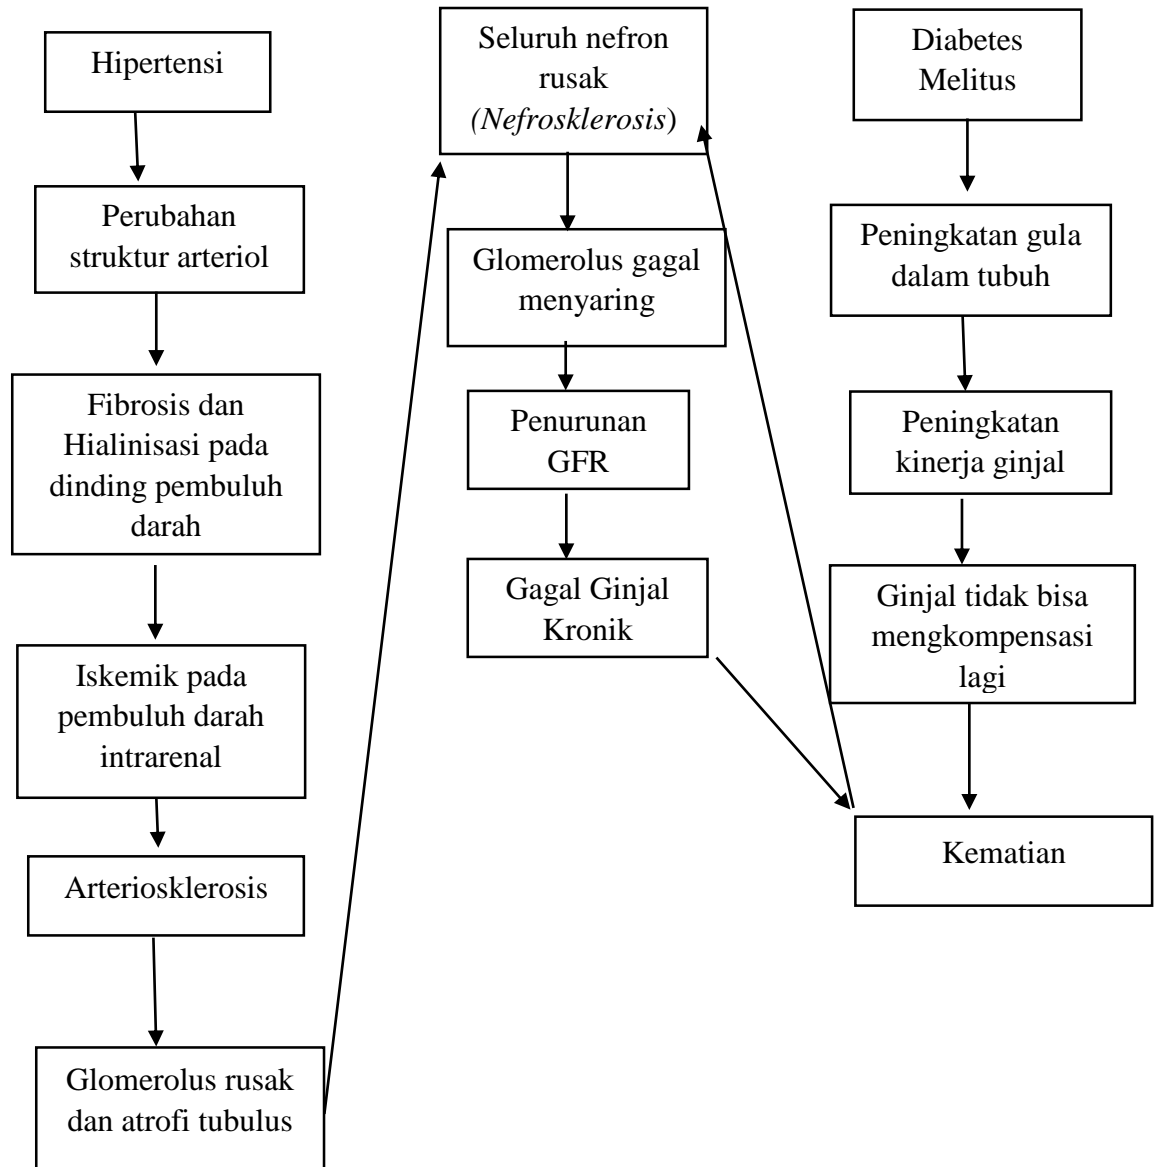 Hipertensi
Perubahan
struktur arteriol
Fibrosis dan
Hialinisasi pada
dinding pembuluh
darah
Iskemik pada
pembuluh darah
intrarenal
Arteriosklerosis
Glomerolus rusak
dan atrofi tubulus
Seluruh nefron
rusak
(Nefrosklerosis)
Glomerolus gagal
menyaring
Penurunan
GFR
Gagal Ginjal
Kronik
Diabetes
Melitus
Peningkatan gula
dalam tubuh
Peningkatan
kinerja ginjal
Ginjal tidak bisa
mengkompensasi
lagi
Kematian